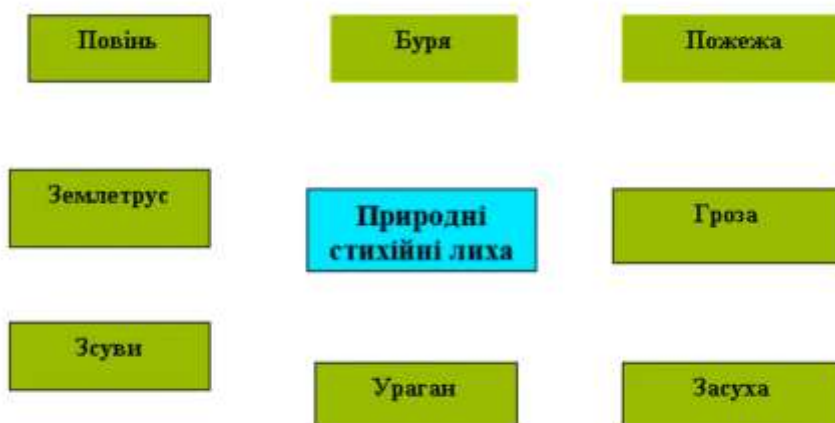 Повінь
Буря
Пожежа
Землетрус
Природні
стихійні лиха
Гроза
Зсуви
Ураган
Засуха